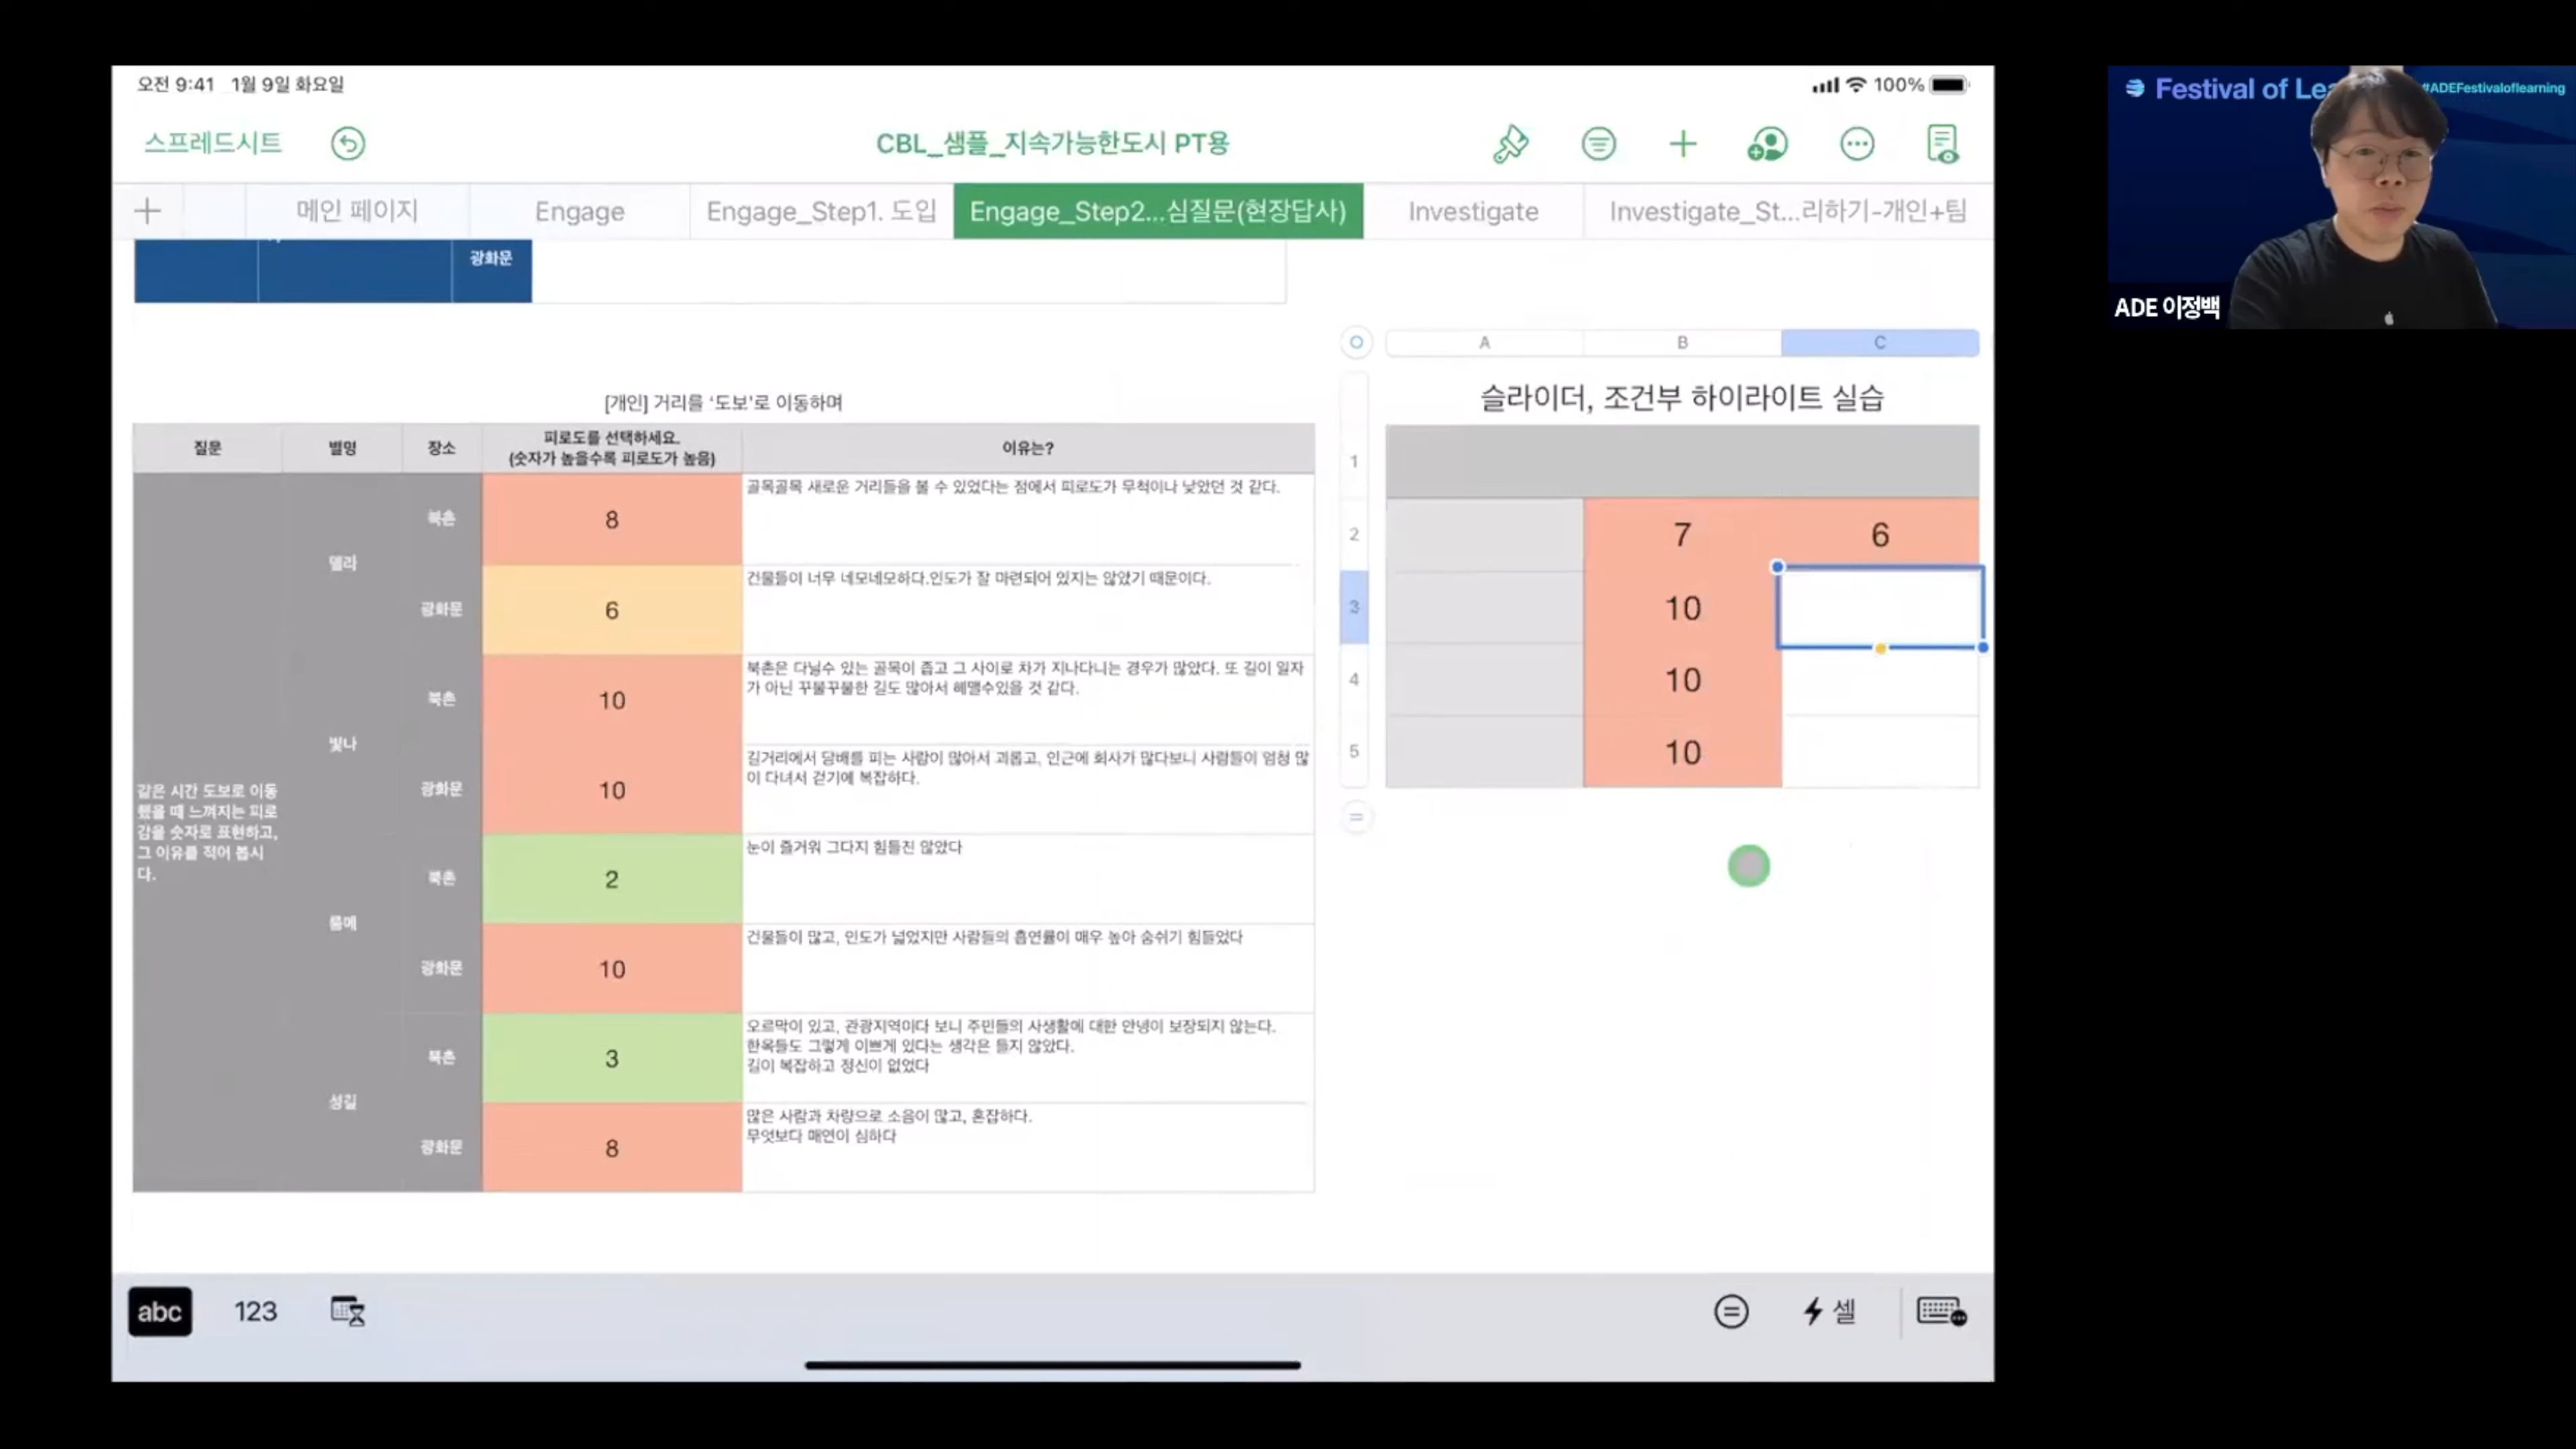 오전 9:41 1월 9일 화요일
100%
스프레드시트
CBL_샘플_지속가능한도시 PT용
메인 페이지
Engage
Engage_Step1. 도입
Engage_Step2...심질문(현장답사)
Investigate
Investigate_St...리하기-개인+팀
광화문
[개인] 거리를 ‘도보’로 이동하며
질문
별명
장소
피로도를 선택하세요.
(숫자가 높을수록 피로도가 높음)
이유는?
같은 시간 도보로 이동
했을 때 느껴지는 피로
감을 숫자로 표현하고,
그 이유를 적어 봅시
다.
델라
북촌
8
골목골목 새로운 거리들을 볼 수 있었다는 점에서 피로도가 무척이나 낮았던 것 같다.
광화문
6
건물들이 너무 네모네모하다.인도가 잘 마련되어 있지는 않았기 때문이다.
빛나
북촌
10
북촌은 다닐수 있는 골목이 좁고 그 사이로 차가 지나다니는 경우가 많았다. 또 길이 일자
가 아닌 꾸불꾸불한 길도 많아서 헤맬수있을 것 같다.
광화문
10
길거리에서 담배를 피는 사람이 많아서 괴롭고, 인근에 회사가 많다보니 사람들이 엄청 많
이 다녀서 걷기에 복잡하다.
북촌
2
눈이 즐거워 그다지 힘들진 않았다
광화문
10
건물들이 많고, 인도가 넓었지만 사람들의 흡연률이 매우 높아 숨쉬기 힘들었다
성길
북촌
3
오르막이 있고, 관광지역이다 보니 주민들의 사생활에 대한 안녕이 보장되지 않는다.
한옥들도 그렇게 이쁘게 있다는 생각은 들지 않았다.
길이 복잡하고 정신이 없었다
광화문
8
많은 사람과 차량으로 소음이 많고, 혼잡하다.
무엇보다 매연이 심하다
A
B
C
슬라이더, 조건부 하이라이트 실습
1
2
7
6
3
10
4
10
5
10
abc
123
셀
Festival of Lea
#ADEFestivaloflearning
ADE 이정백